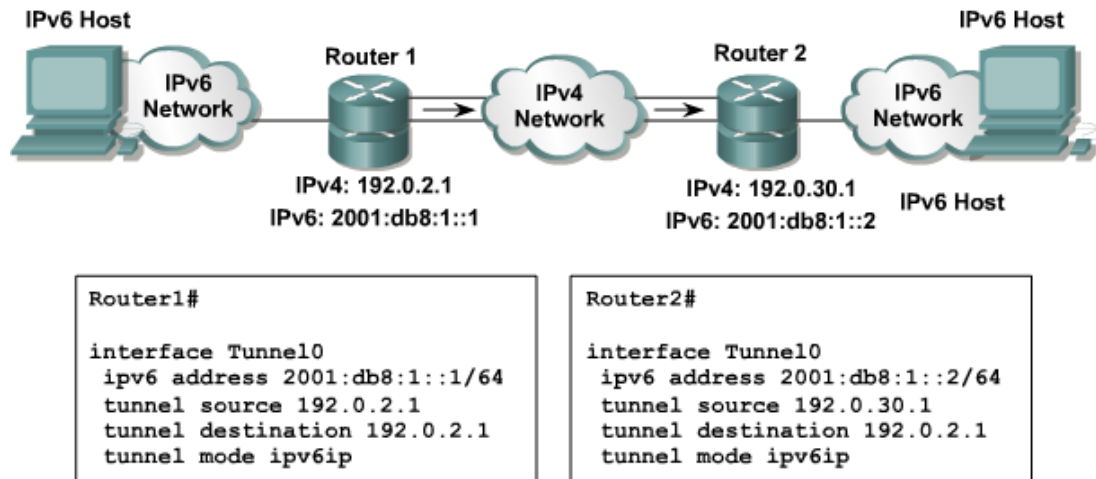 IPv6 Host
IPv6 Host
Router 1
Router 2
IPv6
Network
IPv4
Network
IPv6
Network
IPv4: 192.0.2.1
IPv6: 2001:db8:1::1
IPv4: 192.0.30.1
IPv6: 2001:db8:1::2
IPv6 Host
Router1#
interface Tunnel0
ipv6 address 2001:db8:1::1/64
tunnel source 192.0.2.1
tunnel destination 192.0.2.1
tunnel mode ipv6ip
Router2#
interface Tunnel0
ipv6 address 2001:db8:1::2/64
tunnel source 192.0.30.1
tunnel destination 192.0.2.1
tunnel mode ipv6ip